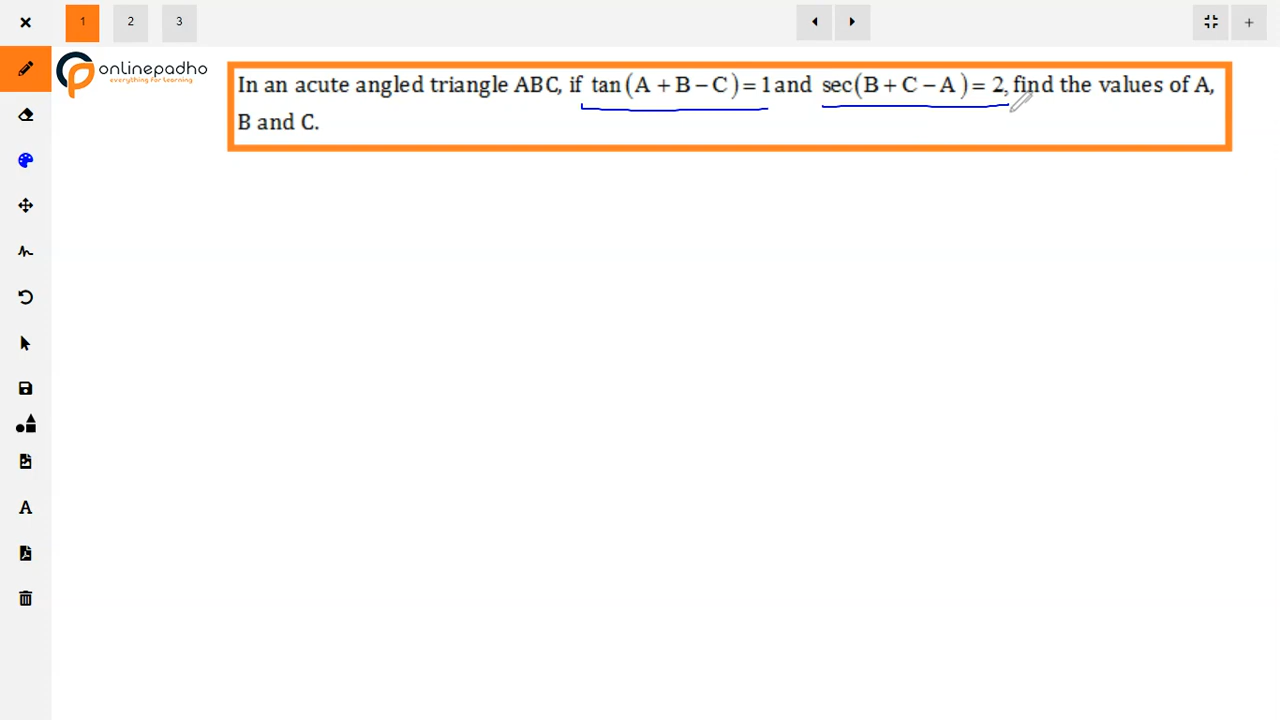 1 2 3
onlinepadho
everything for learning
In an acute angled triangle ABC, if tan(A + B − C) = 1 and sec(B + C − A) = 2, find the values of A,
B and C.
A